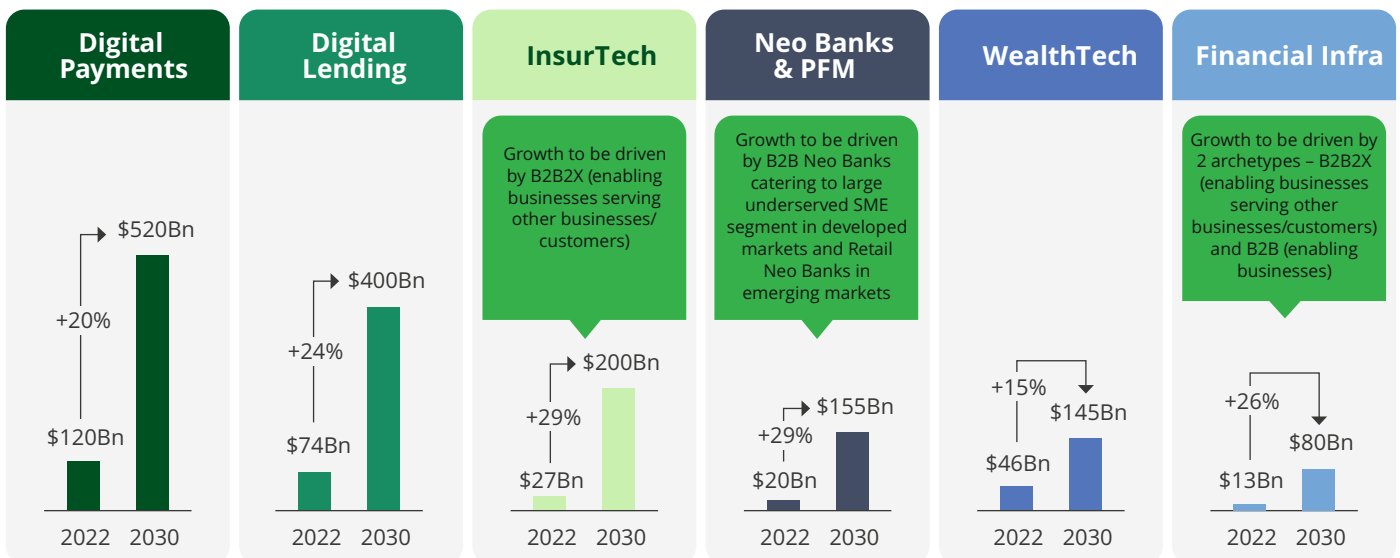 Digital
Payments
$520Bn
+20%
$120Bn
2022 2030
Digital
Lending
$400Bn
+24%
$74Bn
2022 2030
InsurTech
Growth to be driven
by B2B2X (enabling
businesses serving
other businesses/
customers)
$200Bn
+29%
$27Bn
2022 2030
Neo Banks
& PFM
Growth to be driven
by B2B Neo Banks
catering to large
underserved SME
segment in developed
markets and Retail
Neo Banks in
emerging markets
$155Bn
+29%
$20Bn
2022 2030
WealthTech
+15%
$145Bn
$46Bn
2022 2030
Financial Infra
Growth to be driven by
2 archetypes – B2B2X
(enabling businesses
serving other
businesses/customers)
and B2B (enabling
businesses)
+26%
$80Bn
$13Bn
2022 2030